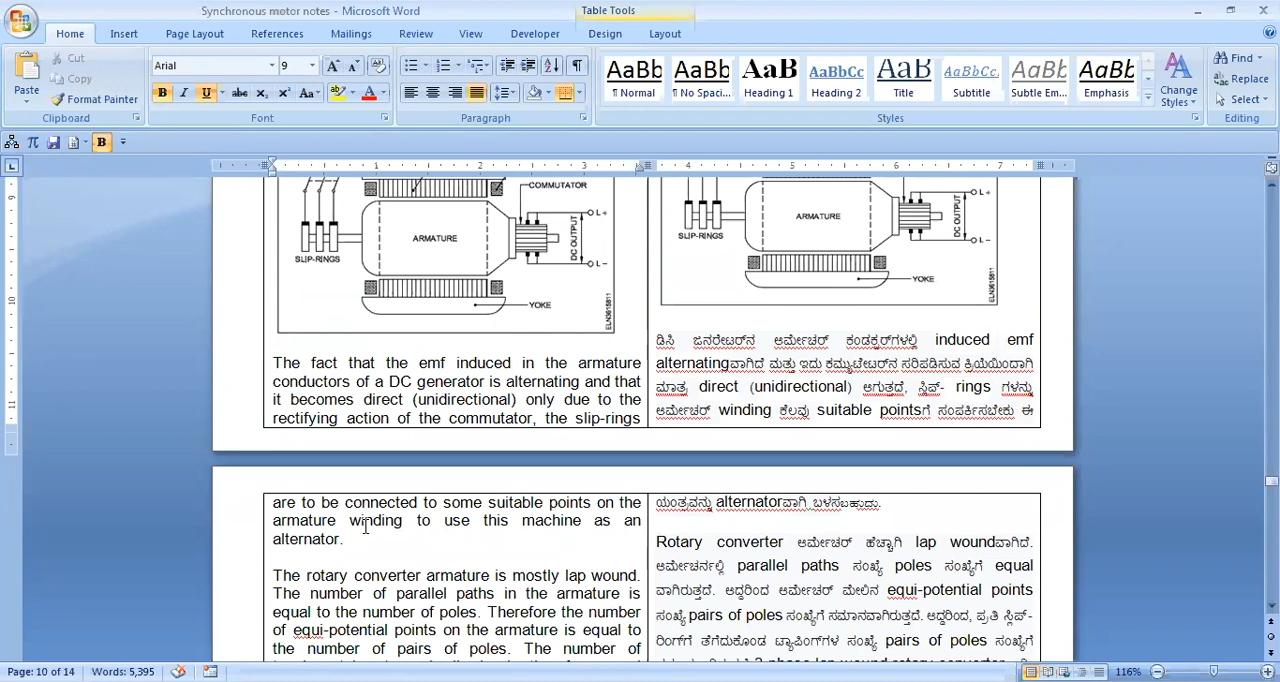 Synchronous motor notes - Microsoft Word
Table Tools
Home Insert Page Layout References Mailings Review View Developer Design Layout
Paste
Cut
Copy
Format Painter
Clipboard
Arial 9
Font
Paragraph
AaBb AaBb AaB AaBbCc AaB AaBbCc. AaBb AaBb
¶ Normal ¶ No Spaci... Heading 1 Heading 2 Title Subtitle Subtle Em... Emphasis
Change Styles
Styles
Find
Replace
Select
Editing
COMMUTATOR
L+
DC OUTPUT
L-
ARMATURE
SLIP-RINGS
YOKE
ELN3615811
L+
DC OUTPUT
L-
ARMATURE
SLIP-RINGS
YOKE
ELN3615811
The fact that the emf induced in the armature
conductors of a DC generator is alternating and that
it becomes direct (unidirectional) only due to the
rectifying action of the commutator, the slip-rings
are to be connected to some suitable points on the
armature winding to use this machine as an
alternator.
The rotary converter armature is mostly lap wound.
The number of parallel paths in the armature is
equal to the number of poles. Therefore the number
of equi-potential points on the armature is equal to
the number of pairs of poles. The number of
ಡಿಸಿ ಜನರೇಟರ್‌ನ ಆರ್ಮೇಚರ್ ಕಂಡಕ್ಟರ್‌ಗಳಲ್ಲಿ induced emf
alternatingವಾಗಿದೆ ಮತ್ತು ಇದು ಕಮ್ಯುಟೇಟರ್‌ನ ಸರಿಪಡಿಸುವ ಕ್ರಿಯೆಯಿಂದಾಗಿ
ಮಾತ್ರ direct (unidirectional) ಆಗುತ್ತದೆ, ಸ್ಲಿಪ್- rings ಗಳನ್ನು
ಆರ್ಮೇಚರ್ winding ಕೆಲವು suitable pointsಗೆ ಸಂಪರ್ಕಿಸಬೇಕು ಈ
ಯಂತ್ರವನ್ನು alternatorವಾಗಿ ಬಳಸಬಹುದು.
Rotary converter ಆರ್ಮೇಚರ್ ಹೆಚ್ಚಾಗಿ lap woundವಾಗಿದೆ.
ಆರ್ಮೇಚರ್ನಲ್ಲಿ parallel paths ಸಂಖ್ಯೆ poles ಸಂಖ್ಯೆಗೆ equal
ವಾಗಿರುತ್ತದೆ. ಆದ್ದರಿಂದ ಆರ್ಮೇಚರ್ ಮೇಲಿನ equi-potential points
ಸಂಖ್ಯೆ pairs of poles ಸಂಖ್ಯೆಗೆ ಸಮಾನವಾಗಿರುತ್ತದೆ. ಆದ್ದರಿಂದ, ಪ್ರತಿ ಸ್ಲಿಪ್-
ರಿಂಗ್‌ಗೆ ತೆಗೆದುಕೊಂಡ ಟ್ಯಾಪಿಂಗ್‌ಗಳ ಸಂಖ್ಯೆ pairs of poles ಸಂಖ್ಯೆಗೆ
Page: 10 of 14 Words: 5,395 116%